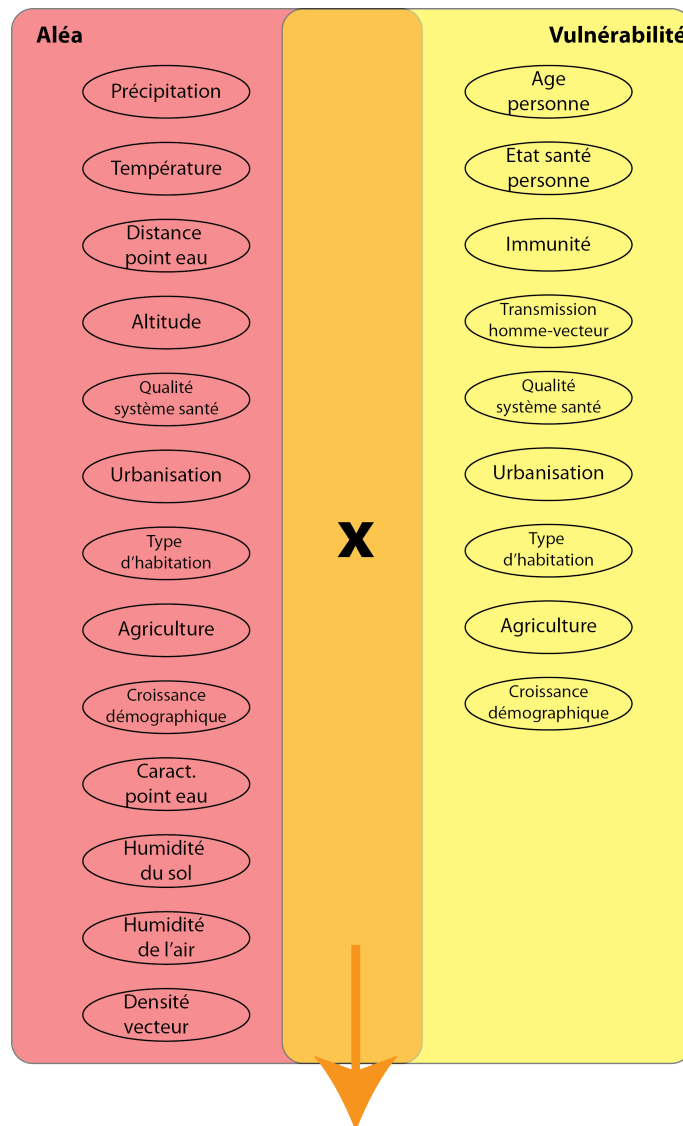 Aléa
Précipitation
Température
Distance
point eau
Altitude
Qualité
système santé
Urbanisation
Type
d'habitation
Agriculture
Croissance
démographique
Caract.
point eau
Humidité
du sol
Humidité
de l'air
Densité
vecteur
X
Vulnérabilité
Age
personne
Etat santé
personne
Immunité
Transmission
homme-vecteur
Qualité
système santé
Urbanisation
Type
d'habitation
Agriculture
Croissance
démographique